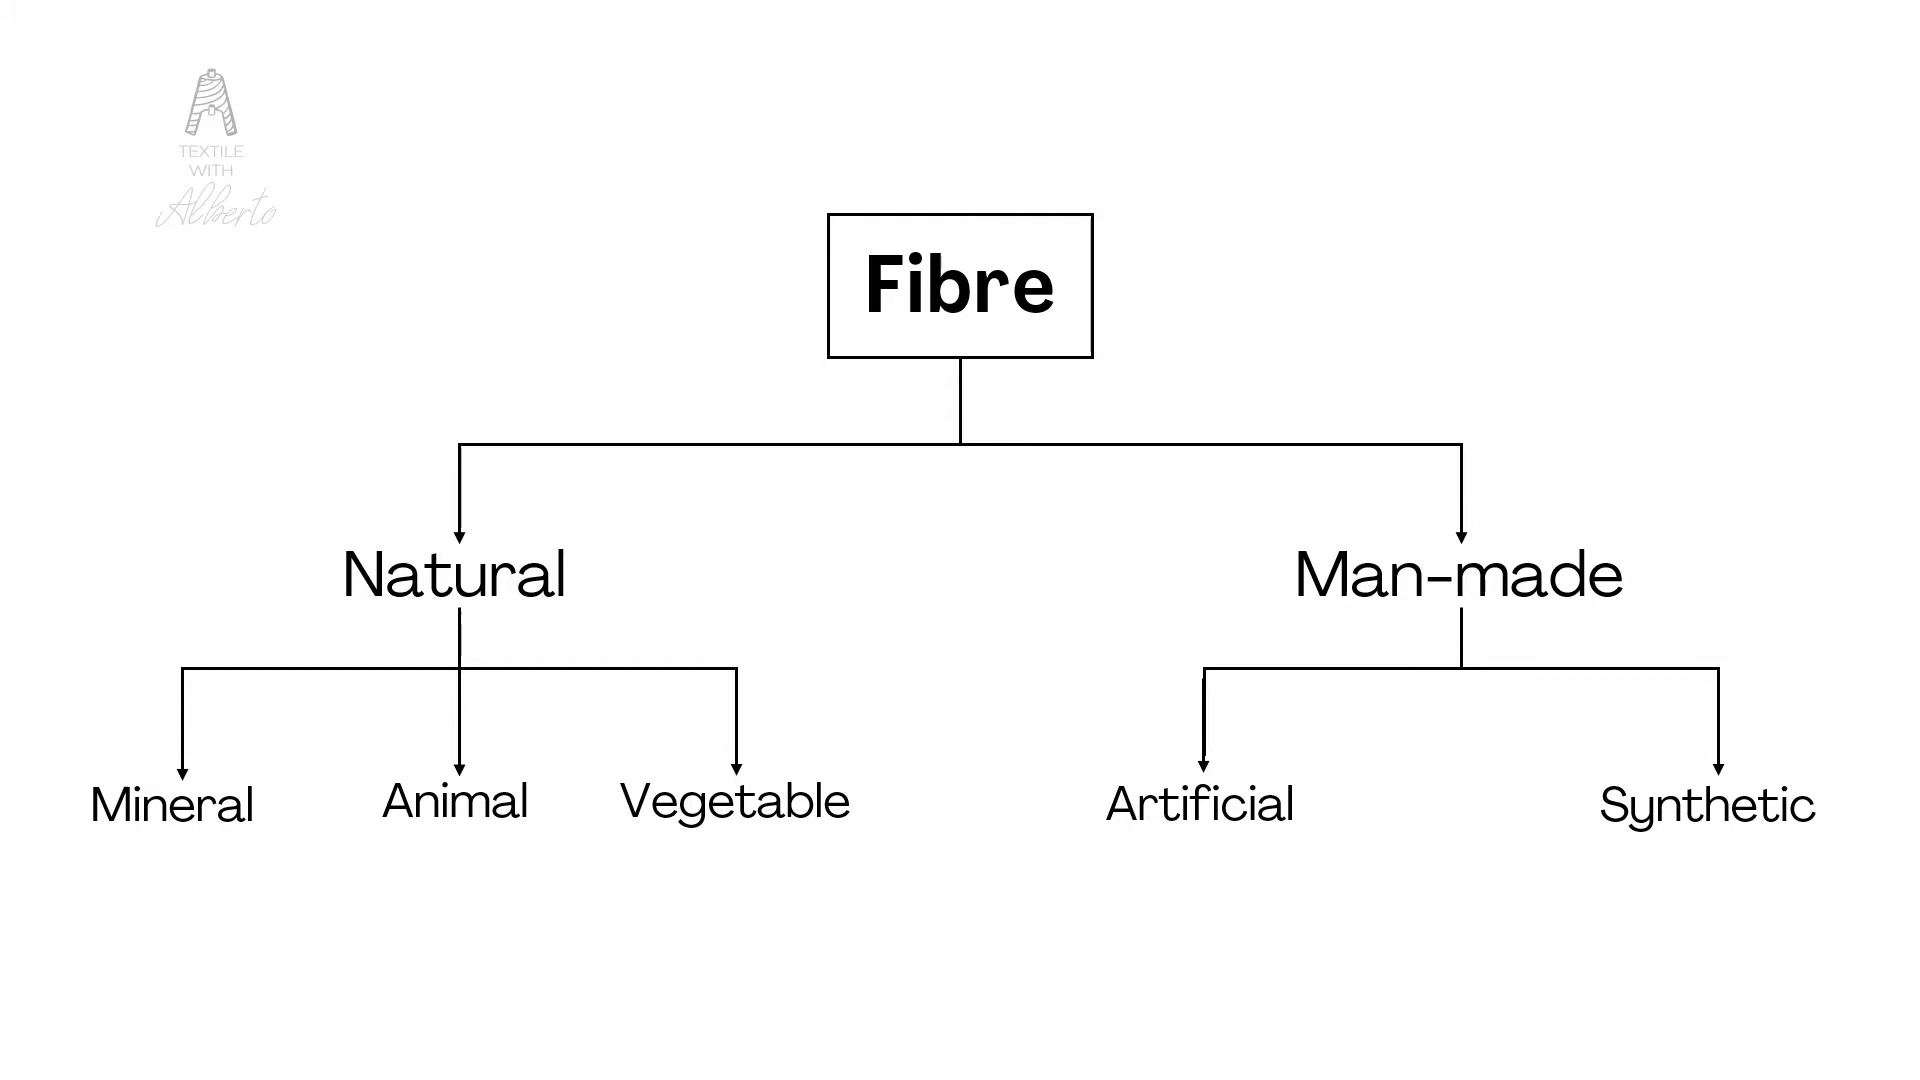 TEXTILE
WITH
Alberto
Fibre
Natural
Man-made
Mineral
Animal
Vegetable
Artificial
Synthetic